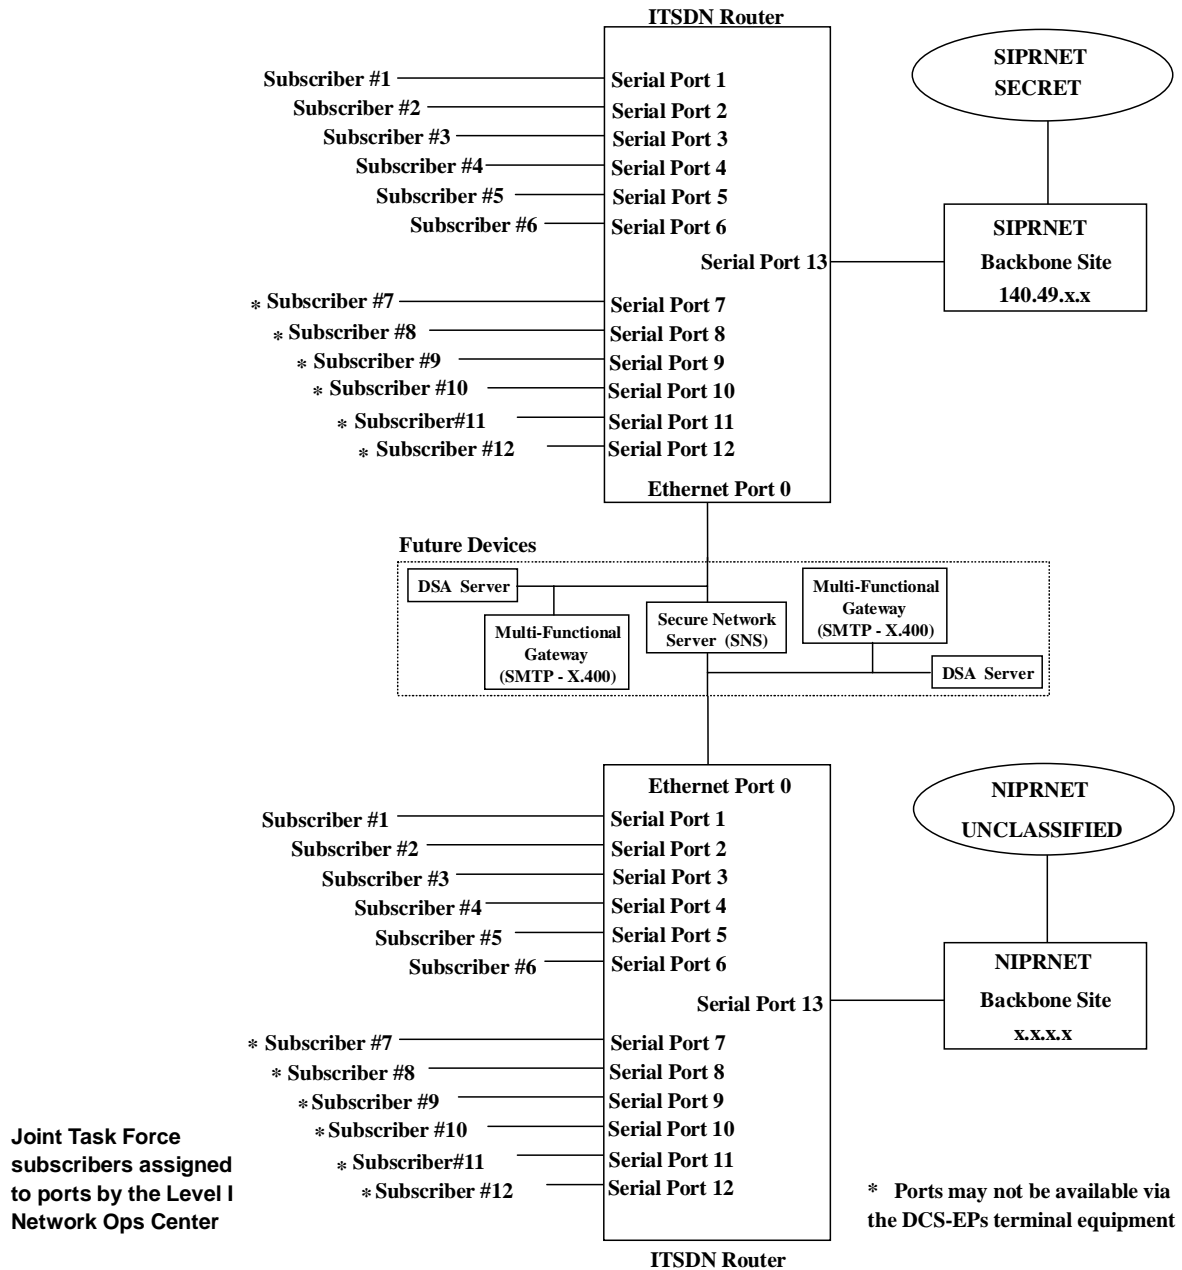 ITSDN Router
Subscriber #1
Serial Port 1
Subscriber #2
Serial Port 2
Subscriber #3
Serial Port 3
Subscriber #4
Serial Port 4
Subscriber #5
Serial Port 5
Subscriber #6
Serial Port 6
Serial Port 13
* Subscriber #7
Serial Port 7
* Subscriber #8
Serial Port 8
* Subscriber #9
Serial Port 9
* Subscriber #10
Serial Port 10
* Subscriber#11
Serial Port 11
* Subscriber #12
Serial Port 12
Ethernet Port 0
SIPRNET
SECRET
SIPRNET
Backbone Site
140.49.x.x
Future Devices
DSA Server
Multi-Functional
Gateway
(SMTP - X.400)
Secure Network
Server (SNS)
Multi-Functional
Gateway
(SMTP - X.400)
DSA Server
Ethernet Port 0
Subscriber #1
Serial Port 1
Subscriber #2
Serial Port 2
Subscriber #3
Serial Port 3
Subscriber #4
Serial Port 4
Subscriber #5
Serial Port 5
Subscriber #6
Serial Port 6
Serial Port 13
* Subscriber #7
Serial Port 7
* Subscriber #8
Serial Port 8
* Subscriber #9
Serial Port 9
* Subscriber #10
Serial Port 10
* Subscriber#11
Serial Port 11
* Subscriber #12
Serial Port 12
ITSDN Router
NIPRNET
UNCLASSIFIED
NIPRNET
Backbone Site
x.x.x.x
Joint Task Force
subscribers assigned
to ports by the Level I
Network Ops Center
* Ports may not be available via
the DCS-EPs terminal equipment